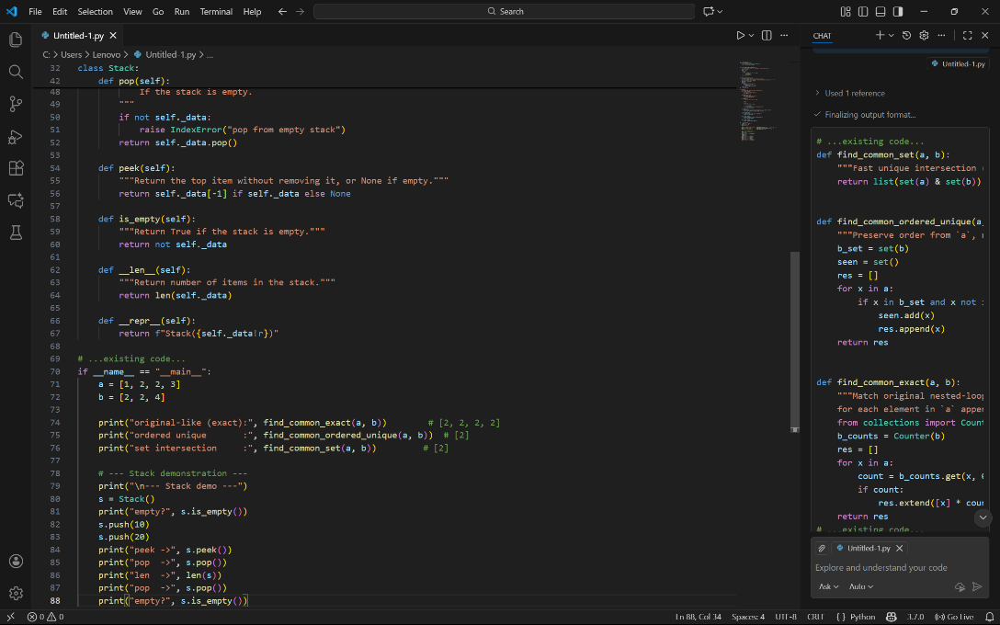 File Edit Selection View Go Run Terminal Help
Search
Untitled-1.py
C: > Users > Lenovo > Untitled-1.py > ...
32 class Stack:
42 def pop(self):
48 If the stack is empty.
49 """
50 if not self._data:
51 raise IndexError("pop from empty stack")
52 return self._data.pop()
53
54 def peek(self):
55 """Return the top item without removing it, or None if empty."""
56 return self._data[-1] if self._data else None
57
58 def is_empty(self):
59 """Return True if the stack is empty."""
60 return not self._data
61
62 def __len__(self):
63 """Return number of items in the stack."""
64 return len(self._data)
65
66 def __repr__(self):
67 return f"Stack({self._data!r})"
68
69 # ...existing code...
70 if __name__ == "__main__":
71 a = [1, 2, 2, 3]
72 b = [2, 2, 4]
73
74 print("original-like (exact):", find_common_exact(a, b)) # [2, 2, 2, 2]
75 print("ordered unique :", find_common_ordered_unique(a, b)) # [2]
76 print("set intersection :", find_common_set(a, b)) # [2]
77
78 # --- Stack demonstration ---
79 print("\n--- Stack demo ---")
80 s = Stack()
81 print("empty?", s.is_empty())
82 s.push(10)
83 s.push(20)
84 print("peek ->", s.peek())
85 print("pop ->", s.pop())
86 print("len ->", len(s))
87 print("pop ->", s.pop())
88 print("empty?", s.is_empty())
CHAT
Untitled-1.py
Used 1 reference
Finalizing output format...
# ...existing code...
def find_common_set(a, b):
"""Fast unique intersection
return list(set(a) & set(b))
def find_common_ordered_unique(a,
"""Preserve order from `a`,
b_set = set(b)
seen = set()
res = []
for x in a:
if x in b_set and x not
seen.add(x)
res.append(x)
return res
def find_common_exact(a, b):
"""Match original nested-loop
for each element in `a` appen
from collections import Count
b_counts = Counter(b)
res = []
for x in a:
count = b_counts.get(x,
if count:
res.extend([x] * coun
return res
# ...existing code...
Untitled-1.py
Explore and understand your code
Ask Auto
0 0 Ln 88, Col 34 Spaces: 4 UTF-8 CRLF {} Python 3.7.0 Go Live